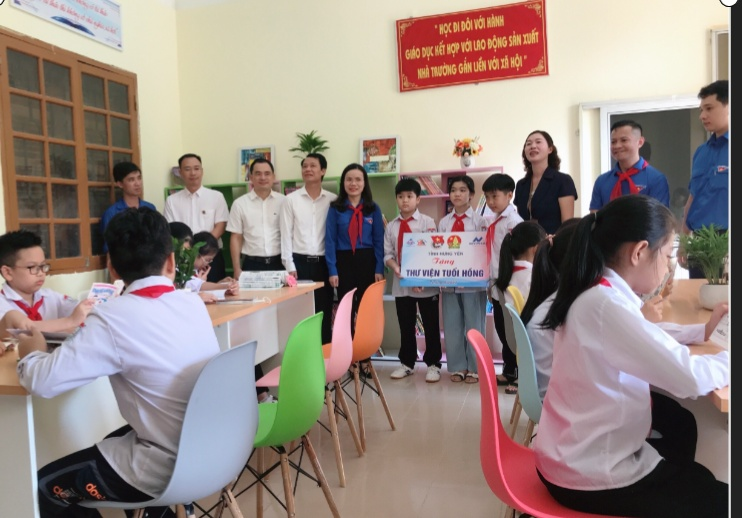 " HỌC ĐI ĐÔI VỚI HÀNH
GIÁO DỤC KẾT HỢP VỚI LAO ĐỘNG SẢN XUẤT
NHÀ TRƯỜNG GẮN LIỀN VỚI XÃ HỘI "
TỈNH HƯNG YÊN
Tặng
THƯ VIỆN TUỔI HỒNG